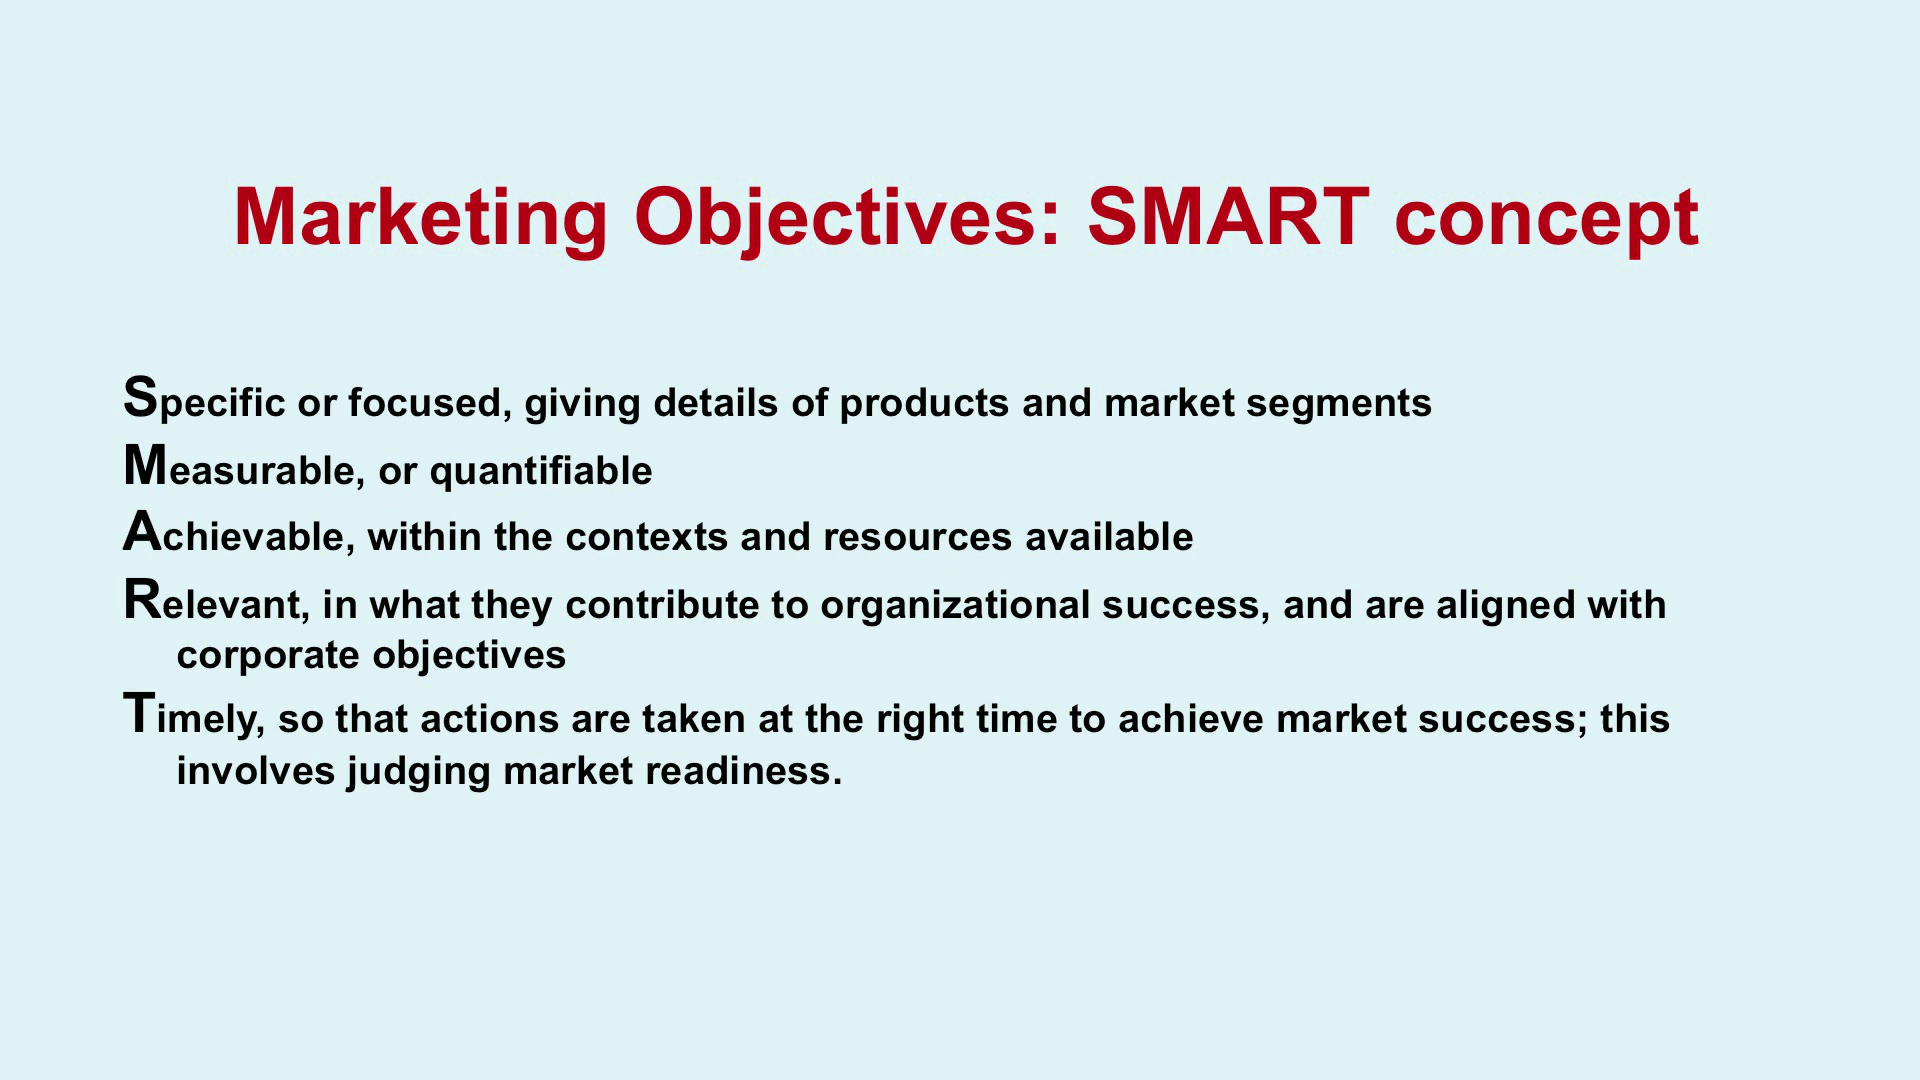 Marketing Objectives: SMART concept
Specific or focused, giving details of products and market segments
Measurable, or quantifiable
Achievable, within the contexts and resources available
Relevant, in what they contribute to organizational success, and are aligned with
corporate objectives
Timely, so that actions are taken at the right time to achieve market success; this
involves judging market readiness.